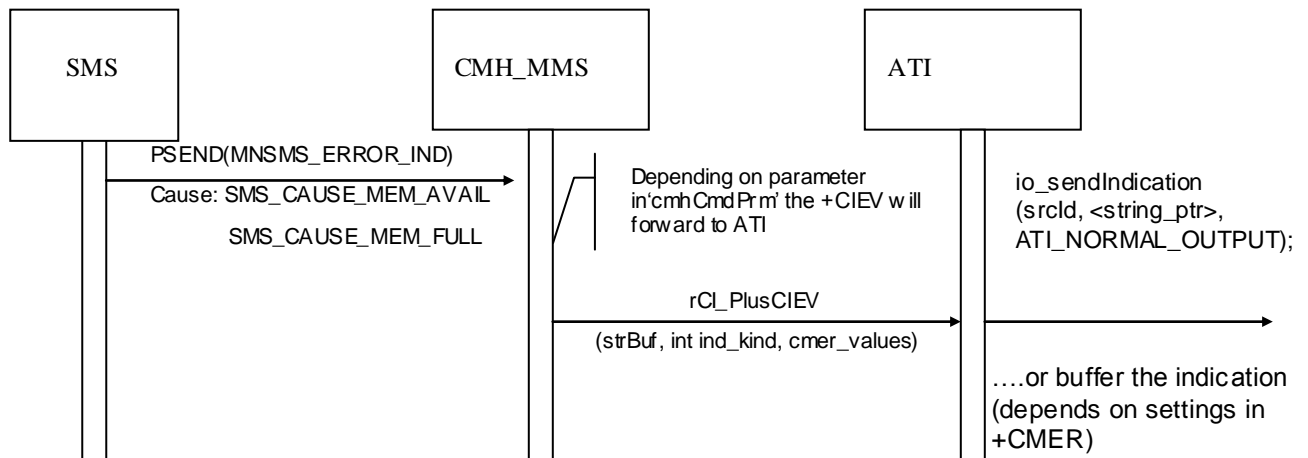 SMS
CMH_MMS
ATI
PSEND(MNSMS_ERROR_IND)
Cause: SMS_CAUSE_MEM_AVAIL
SMS_CAUSE_MEM_FULL
Depending on parameter
in‘cmhCmdPrm’ the +CIEV will
forward to ATI
io_sendIndication
(srcId, <string_ptr>,
ATI_NORMAL_OUTPUT);
rCI_PlusCIEV
(strBuf, int ind_kind, cmer_values)
….or buffer the indication
(depends on settings in
+CMER)